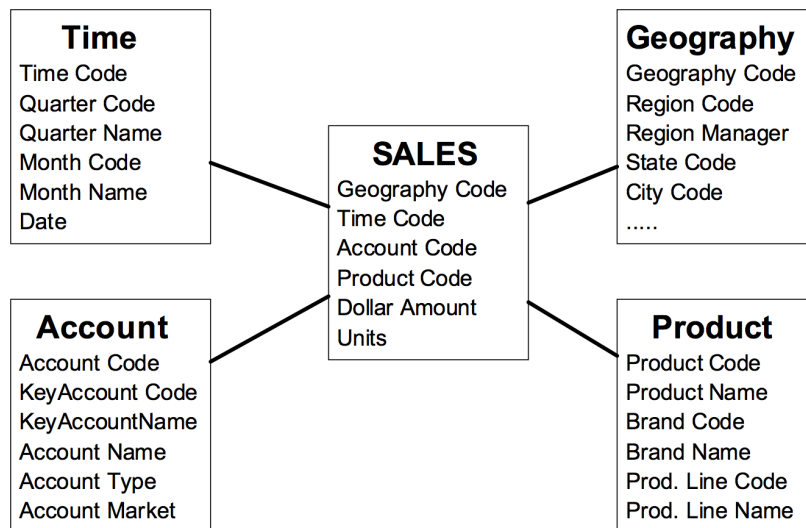 Time
Time Code
Quarter Code
Quarter Name
Month Code
Month Name
Date
Geography
Geography Code
Region Code
Region Manager
State Code
City Code
.....
SALES
Geography Code
Time Code
Account Code
Product Code
Dollar Amount
Units
Account
Account Code
KeyAccount Code
KeyAccountName
Account Name
Account Type
Account Market
Product
Product Code
Product Name
Brand Code
Brand Name
Prod. Line Code
Prod. Line Name